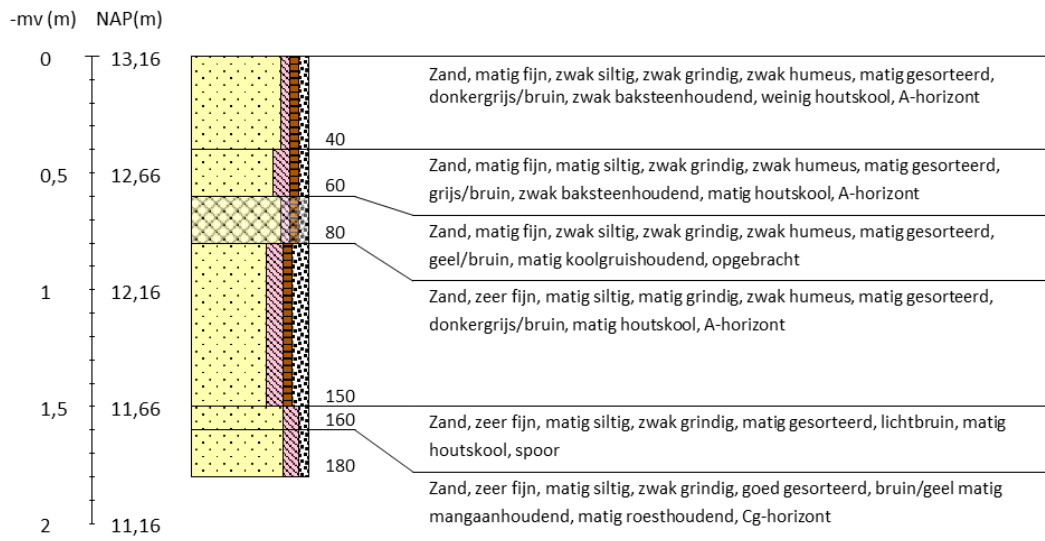 -mv (m) NAP(m)
0 13,16
Zand, matig fijn, zwak siltig, zwak grindig, zwak humeus, matig gesorteerd,
donkergrijs/bruin, zwak baksteenhoudend, weinig houtskool, A-horizont
40
0,5 12,66
Zand, matig fijn, matig siltig, zwak grindig, zwak humeus, matig gesorteerd,
grijs/bruin, zwak baksteenhoudend, matig houtskool, A-horizont
60
Zand, matig fijn, zwak siltig, zwak grindig, zwak humeus, matig gesorteerd,
geel/bruin, matig koolgruishoudend, opgebracht
80
1 12,16
Zand, zeer fijn, matig siltig, matig grindig, zwak humeus, matig gesorteerd,
donkergrijs/bruin, matig houtskool, A-horizont
150
1,5 11,66
Zand, zeer fijn, matig siltig, zwak grindig, matig gesorteerd, lichtbruin, matig
houtskool, spoor
160
180
Zand, zeer fijn, matig siltig, zwak grindig, goed gesorteerd, bruin/geel matig
mangaanhoudend, matig roesthoudend, Cg-horizont
2 11,16